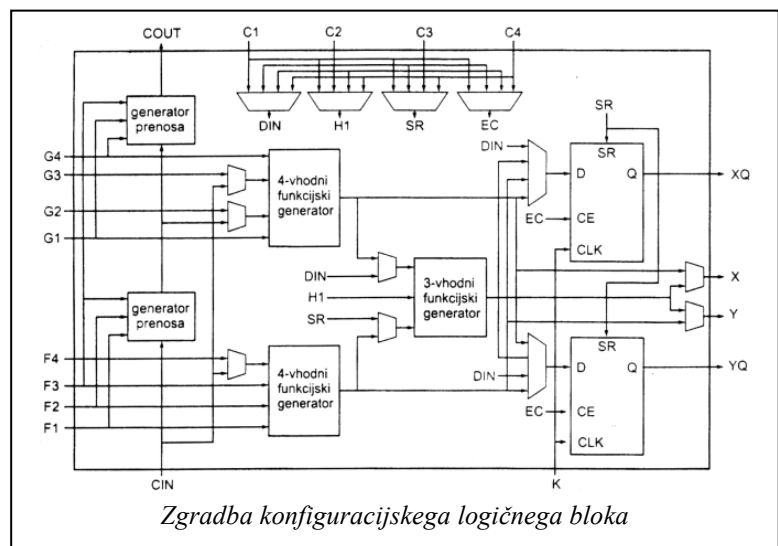 COUT C1 C2 C3 C4
generator
prenosa
DIN H1 SR EC
SR
G4
G3
G2
G1
4-vhodni
funkcijski
generator
DIN
SR
D Q
XQ
EC
CE
CLK
DIN
H1
SR
3-vhodni
funkcijski
generator
X
Y
generator
prenosa
F4
F3
F2
F1
4-vhodni
funkcijski
generator
SR
D Q
YQ
DIN
EC
CE
CLK
CIN K
Zgradba konfiguracijskega logičnega bloka